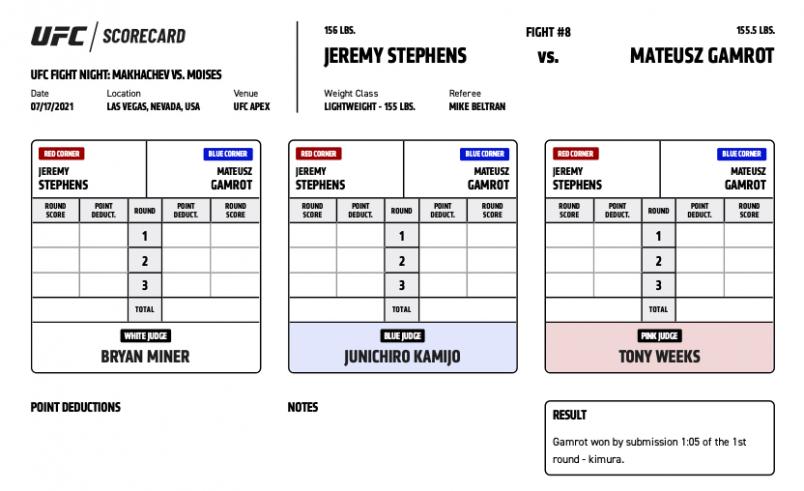 UFC / SCORECARD
UFC FIGHT NIGHT: MAKHACHEV VS. MOISES
Date Location Venue
07/17/2021 LAS VEGAS, NEVADA, USA UFC APEX
156 LBS. FIGHT #8 155.5 LBS.
JEREMY STEPHENS vs. MATEUSZ GAMROT
Weight Class Referee
LIGHTWEIGHT - 155 LBS. MIKE BELTRAN
RED CORNER BLUE CORNER
JEREMY MATEUSZ
STEPHENS GAMROT
ROUND POINT ROUND POINT ROUND
SCORE DEDUCT. DEDUCT. SCORE
1
2
3
TOTAL
WHITE JUDGE
BRYAN MINER
RED CORNER BLUE CORNER
JEREMY MATEUSZ
STEPHENS GAMROT
ROUND POINT ROUND POINT ROUND
SCORE DEDUCT. DEDUCT. SCORE
1
2
3
TOTAL
BLUE JUDGE
JUNICHIRO KAMIJO
RED CORNER BLUE CORNER
JEREMY MATEUSZ
STEPHENS GAMROT
ROUND POINT ROUND POINT ROUND
SCORE DEDUCT. DEDUCT. SCORE
1
2
3
TOTAL
PINK JUDGE
TONY WEEKS
POINT DEDUCTIONS
NOTES
RESULT
Gamrot won by submission 1:05 of the 1st
round - kimura.